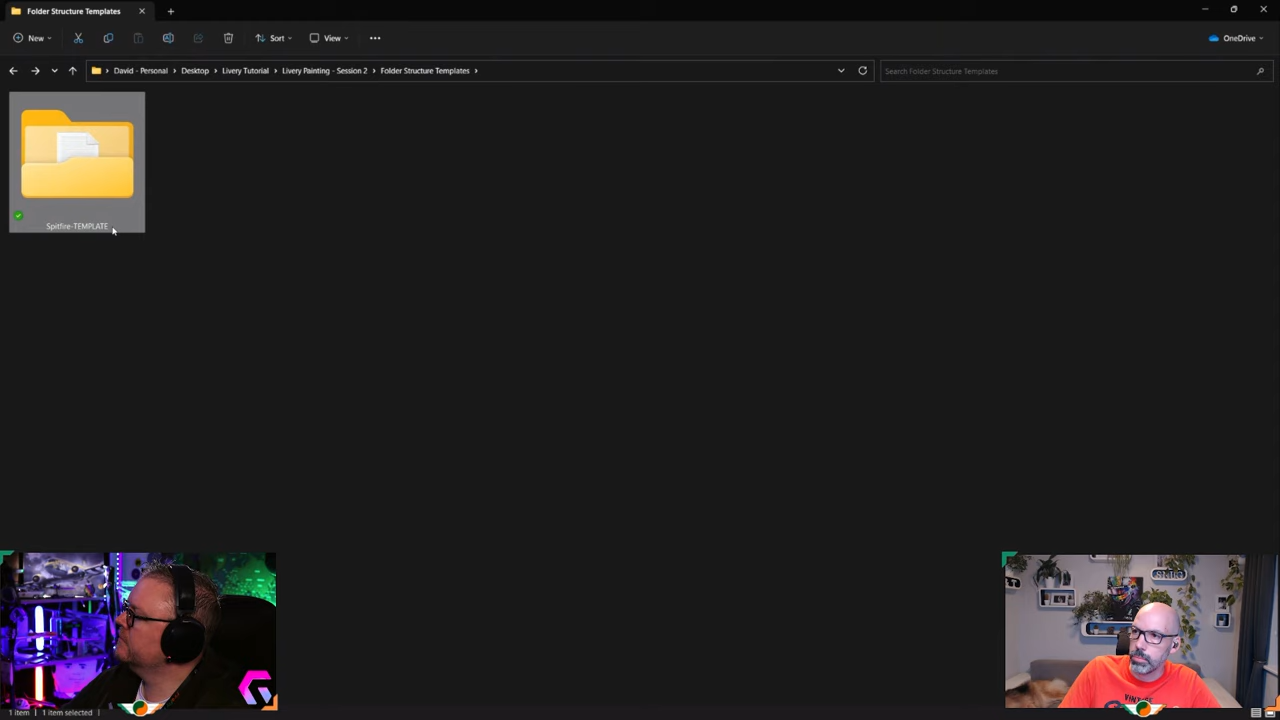 Folder Structure Templates
New
Sort
View
OneDrive
David - Personal
Desktop
Livery Tutorial
Livery Painting - Session 2
Folder Structure Templates
Search Folder Structure Templates
Spitfire-TEMPLATE
1 item
1 item selected